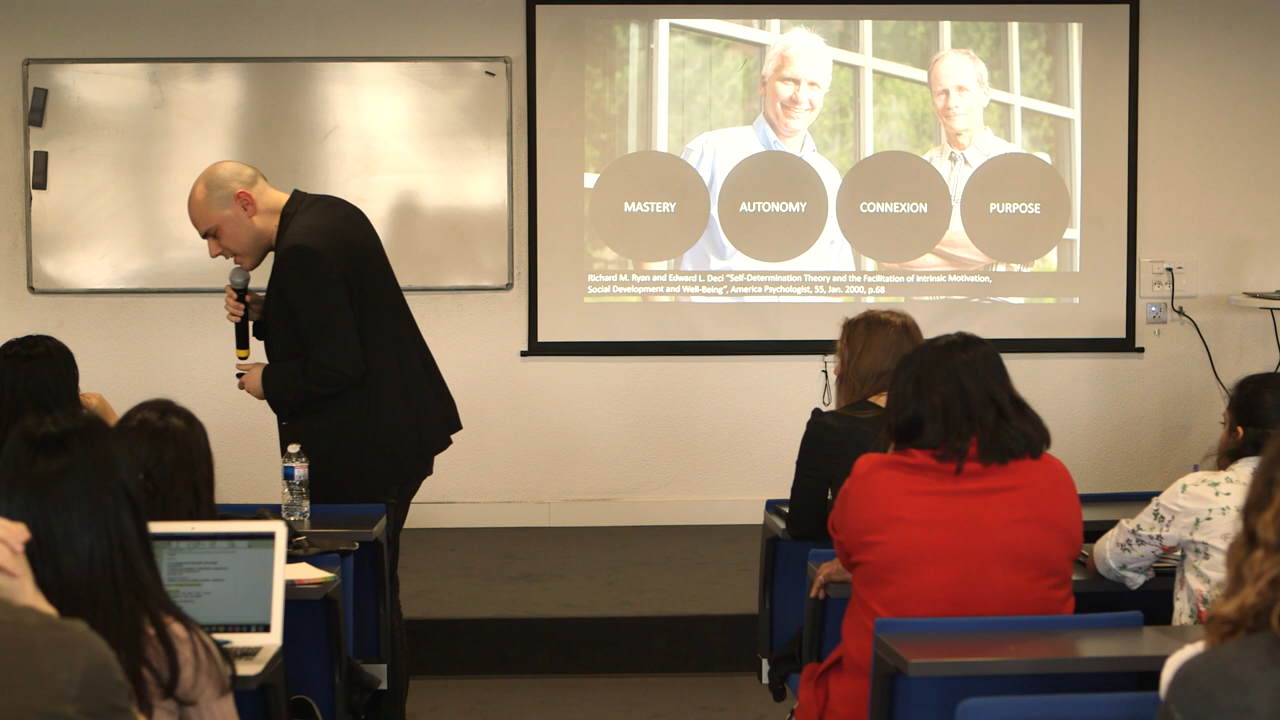 MASTERY
AUTONOMY
CONNEXION
PURPOSE
Richard M. Ryan and Edward L. Deci "Self-Determination Theory and the Facilitation of Intrinsic Motivation,
Social Development and Well-Being", America Psychologist, 55, Jan. 2000, p.68